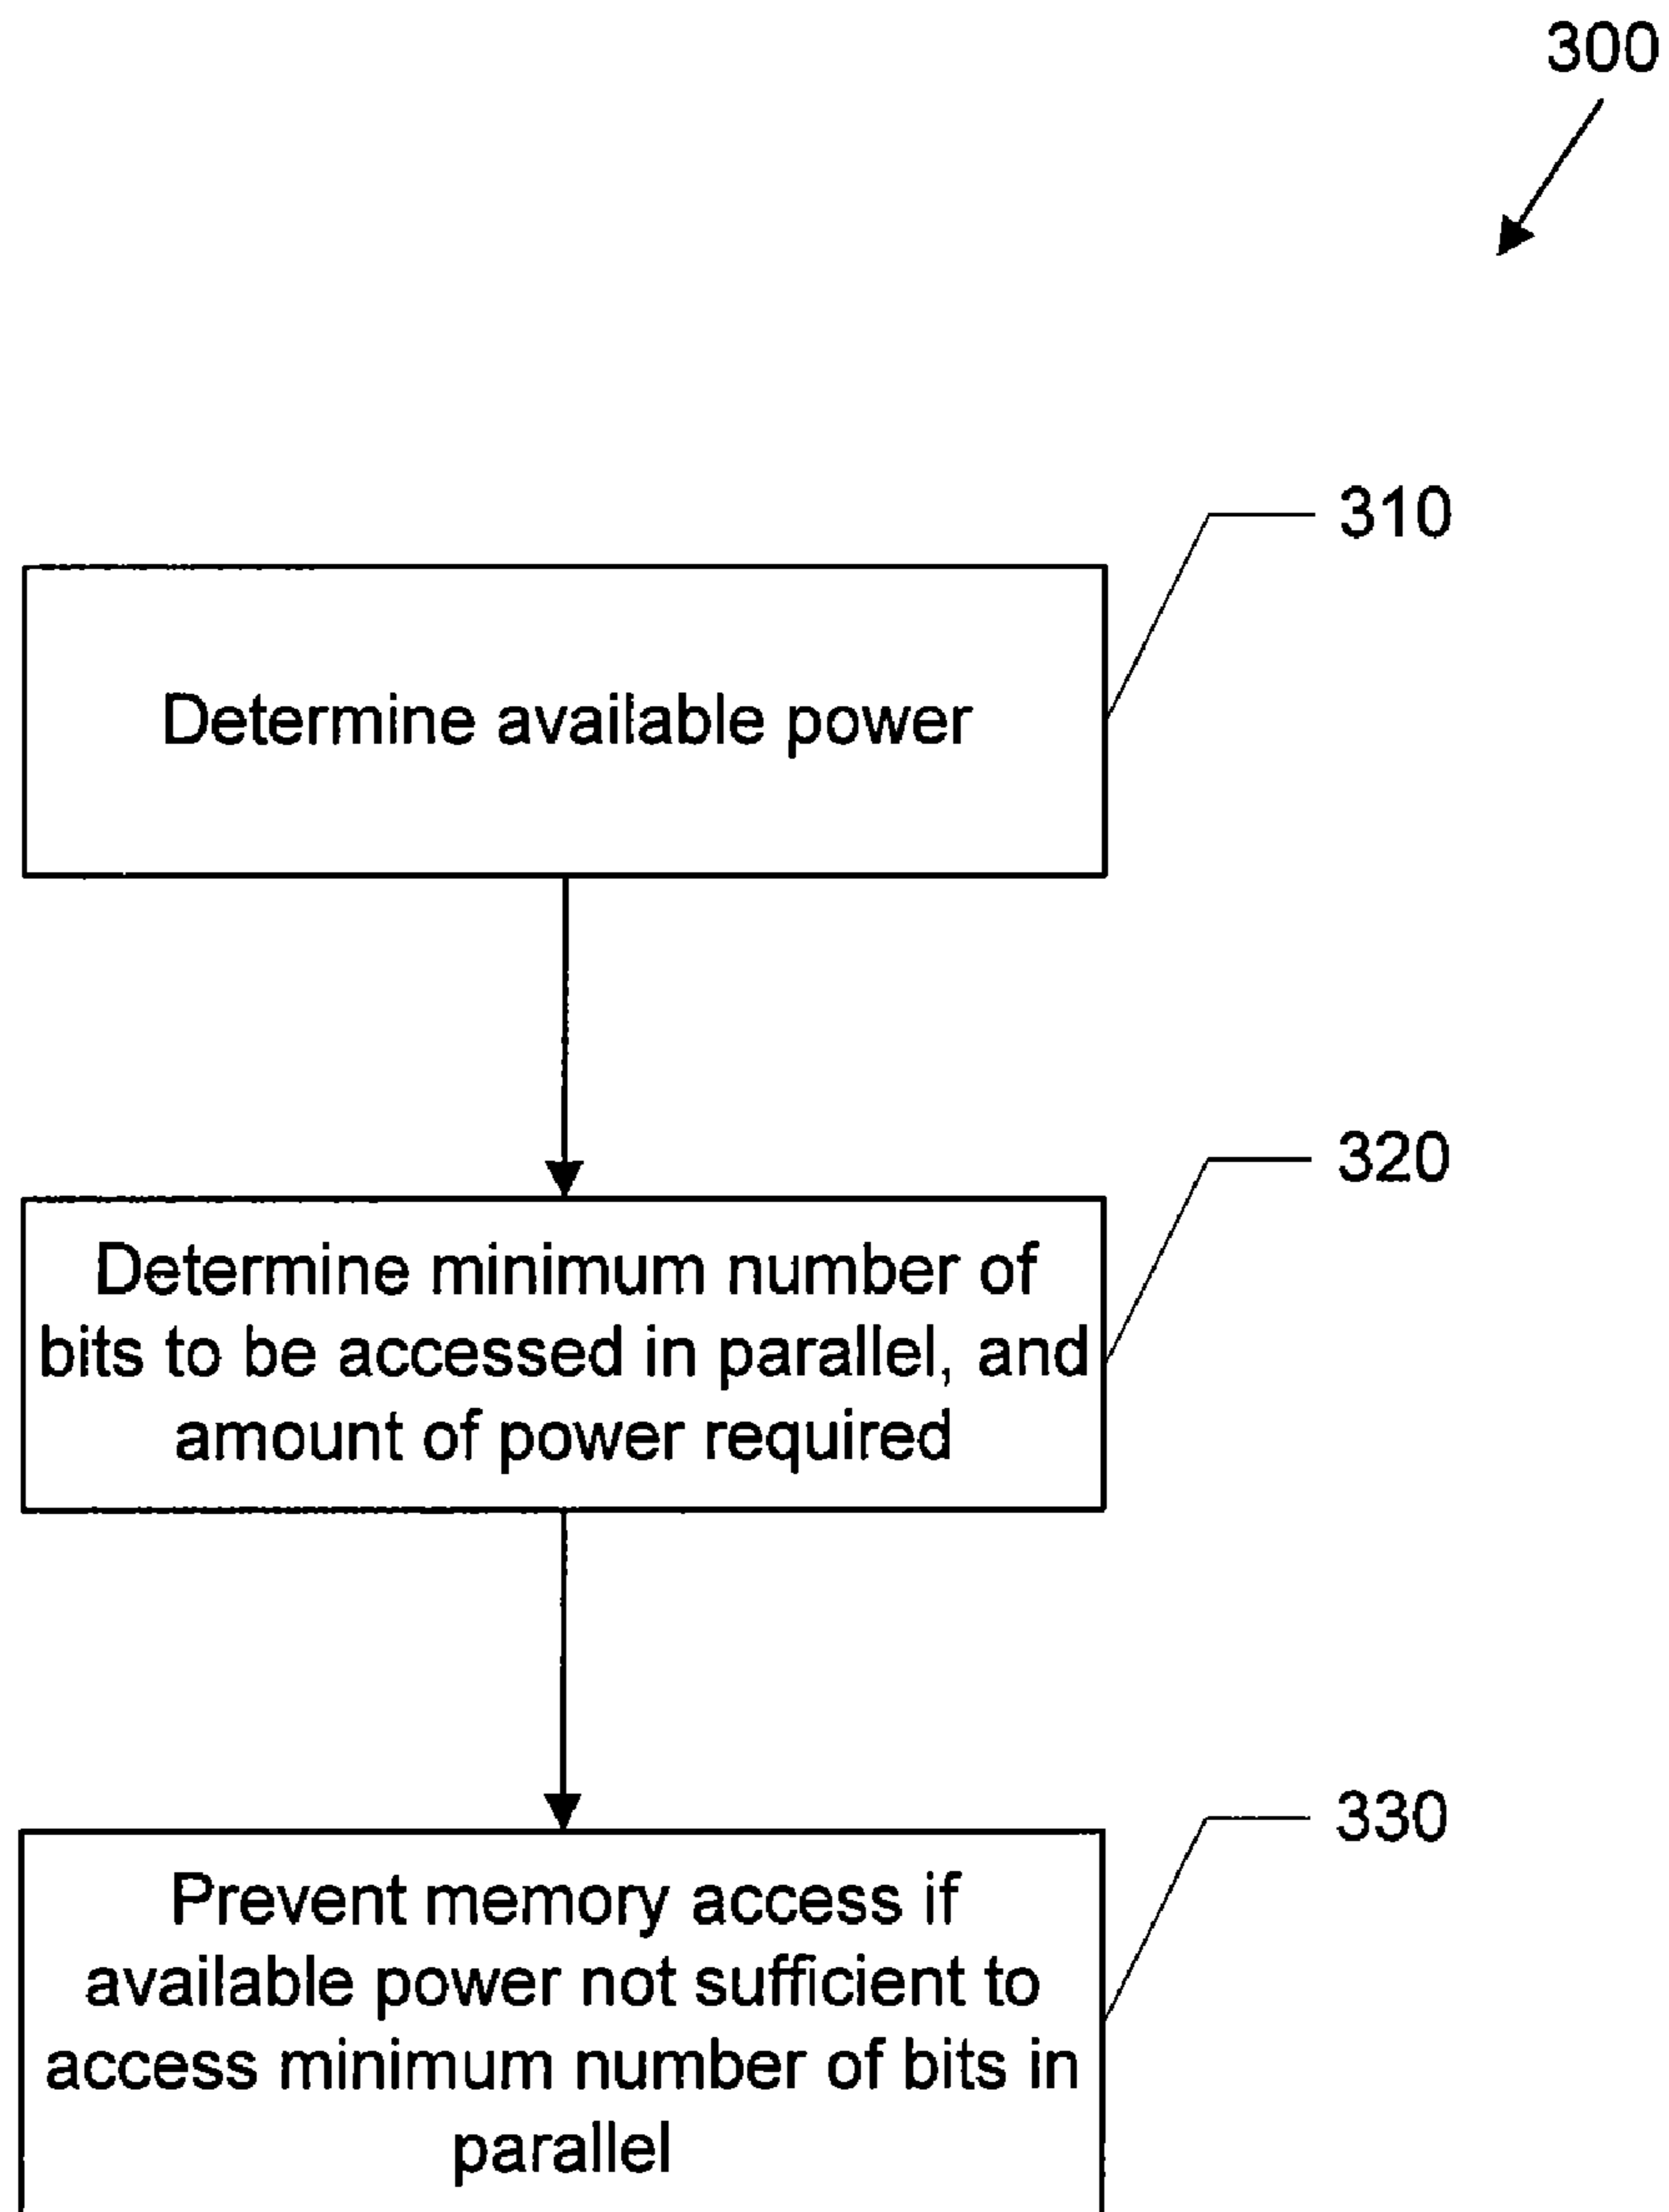 300
310
Determine available power
320
Determine minimum number of
bits to be accessed in parallel, and
amount of power required
330
Prevent memory access if
available power not sufficient to
access minimum number of bits in
parallel